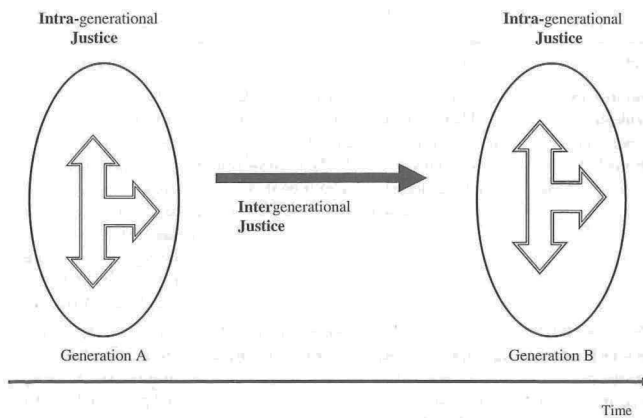 Intra-generational
Justice
Intra-generational
Justice
Intergenerational
Justice
Generation A
Generation B
Time